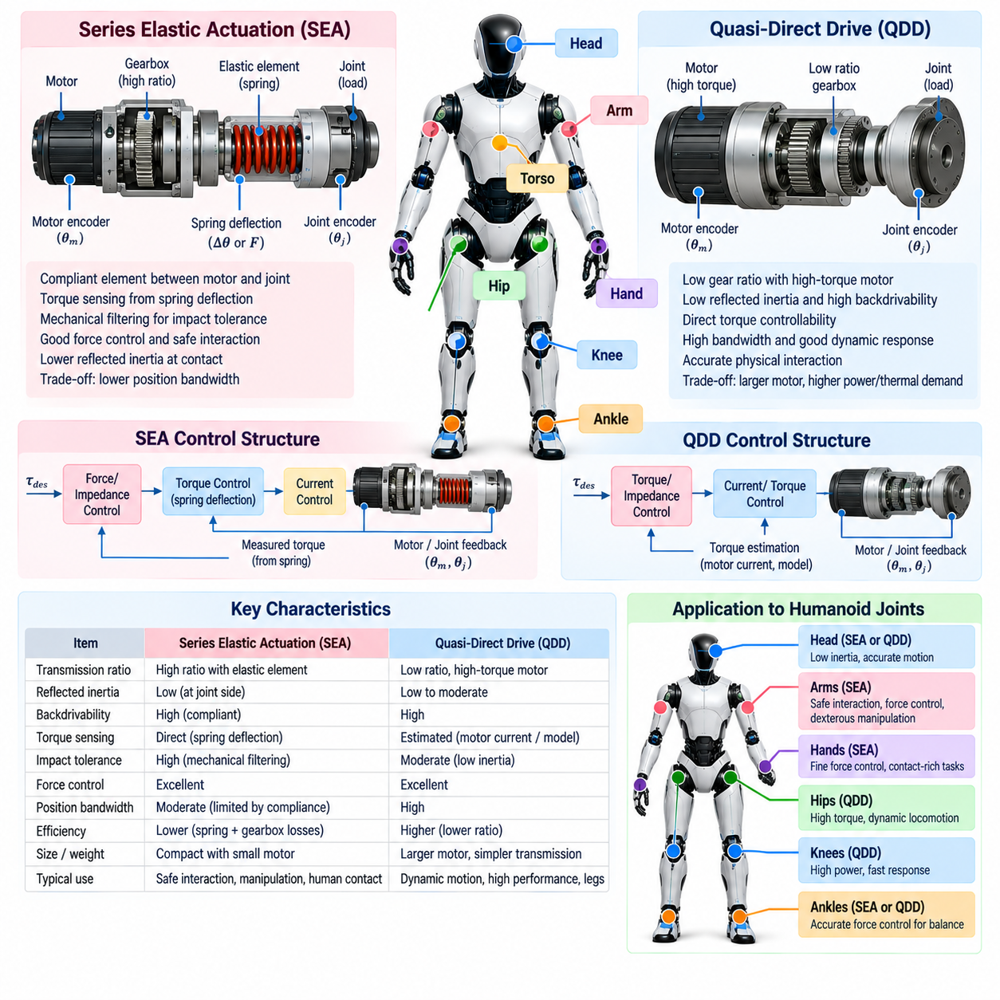 Series Elastic Actuation (SEA)
Motor
Gearbox
(high ratio)
Elastic element
(spring)
Joint
(load)
Motor encoder
(θm)
Spring deflection
(Δθ or F)
Joint encoder
(θj)
Compliant element between motor and joint
Torque sensing from spring deflection
Mechanical filtering for impact tolerance
Good force control and safe interaction
Lower reflected inertia at contact
Trade-off: lower position bandwidth
Head
Arm
Torso
Hip
Hand
Knee
Ankle
Quasi-Direct Drive (QDD)
Motor
(high torque)
Low ratio
gearbox
Joint
(load)
Motor encoder
(θm)
Joint encoder
(θj)
Low gear ratio with high-torque motor
Low reflected inertia and high backdrivability
Direct torque controllability
High bandwidth and good dynamic response
Accurate physical interaction
Trade-off: larger motor, higher power/thermal demand
SEA Control Structure
τdes
Force/
Impedance
Control
Torque Control
(spring deflection)
Current
Control
Measured torque
(from spring)
Motor / Joint feedback
(θm, θj)
QDD Control Structure
τdes
Torque/
Impedance
Control
Current/ Torque
Control
Torque estimation
(motor current, model)
Motor / Joint feedback
(θm, θj)
Key Characteristics
Item Series Elastic Actuation (SEA) Quasi-Direct Drive (QDD)
Transmission ratio High ratio with elastic element Low ratio, high-torque motor
Reflected inertia Low (at joint side) Low to moderate
Backdrivability High (compliant) High
Torque sensing Direct (spring deflection) Estimated (motor current / model)
Impact tolerance High (mechanical filtering) Moderate (low inertia)
Force control Excellent Excellent
Position bandwidth Moderate (limited by compliance) High
Efficiency Lower (spring + gearbox losses) Higher (lower ratio)
Size / weight Compact with small motor Larger motor, simpler transmission
Typical use Safe interaction, manipulation, human contact Dynamic motion, high performance, legs
Application to Humanoid Joints
Head (SEA or QDD)
Low inertia, accurate motion
Arms (SEA)
Safe interaction, force control,
dexterous manipulation
Hands (SEA)
Fine force control, contact-rich tasks
Hips (QDD)
High torque, dynamic locomotion
Knees (QDD)
High power, fast response
Ankles (SEA or QDD)
Accurate force control for balance